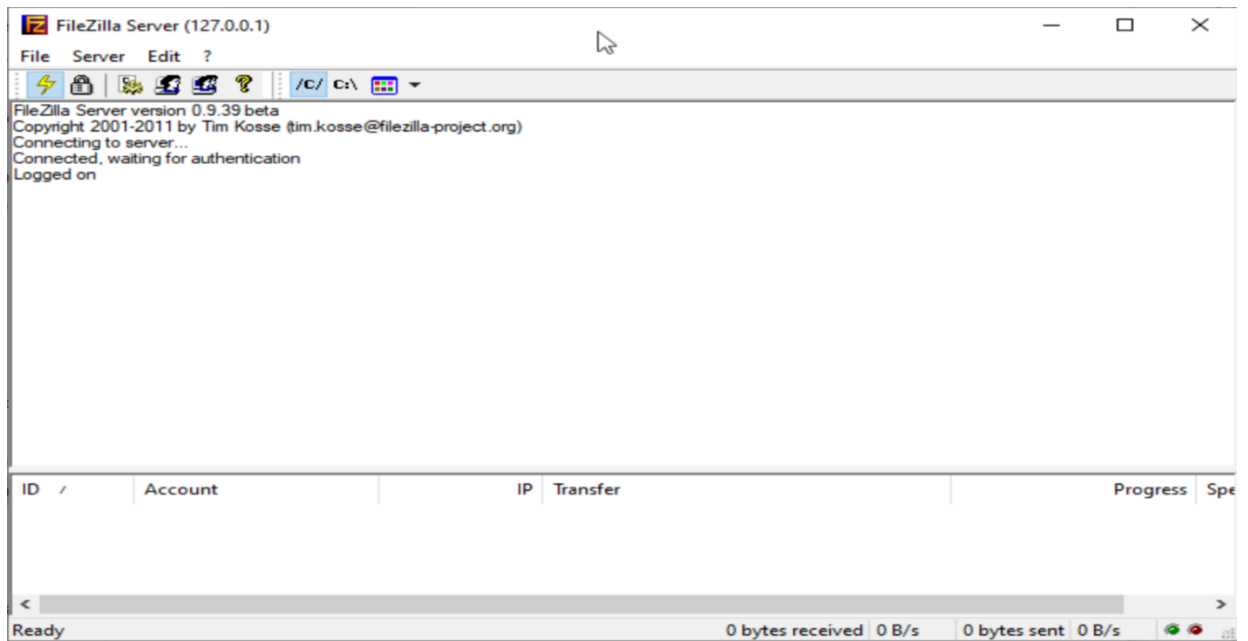 FileZilla Server (127.0.0.1)
File Server Edit ?
/C/ C:\
FileZilla Server version 0.9.39 beta
Copyright 2001-2011 by Tim Kosse (tim.kosse@filezilla-project.org)
Connecting to server...
Connected, waiting for authentication
Logged on
ID / Account IP Transfer Progress Spe
Ready 0 bytes received 0 B/s 0 bytes sent 0 B/s